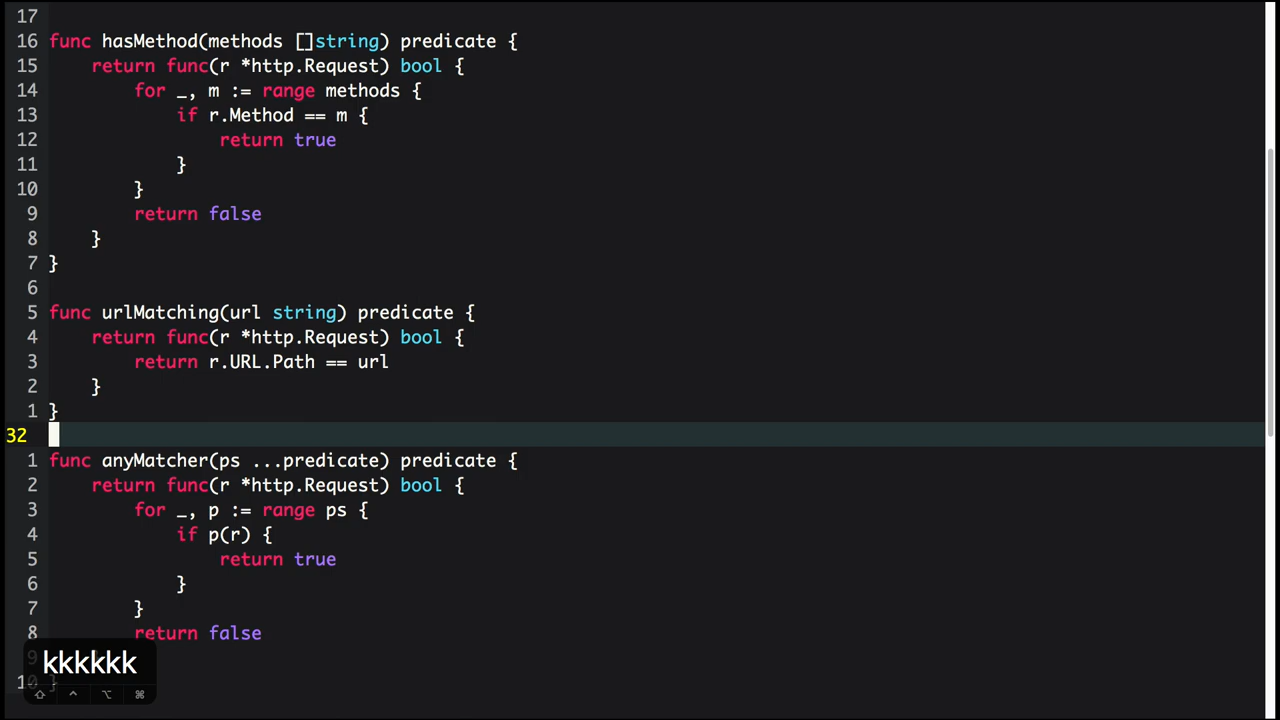 17
16 func hasMethod(methods []string) predicate {
15     return func(r *http.Request) bool {
14         for _, m := range methods {
13             if r.Method == m {
12                 return true
11             }
10         }
9         return false
8     }
7 }
6
5 func urlMatching(url string) predicate {
4     return func(r *http.Request) bool {
3         return r.URL.Path == url
2     }
1 }
32
1 func anyMatcher(ps ...predicate) predicate {
2     return func(r *http.Request) bool {
3         for _, p := range ps {
4             if p(r) {
5                 return true
6             }
7         }
8         return false
9
10 }
kkkkkk
⇧ ^ ⌥ ⌘